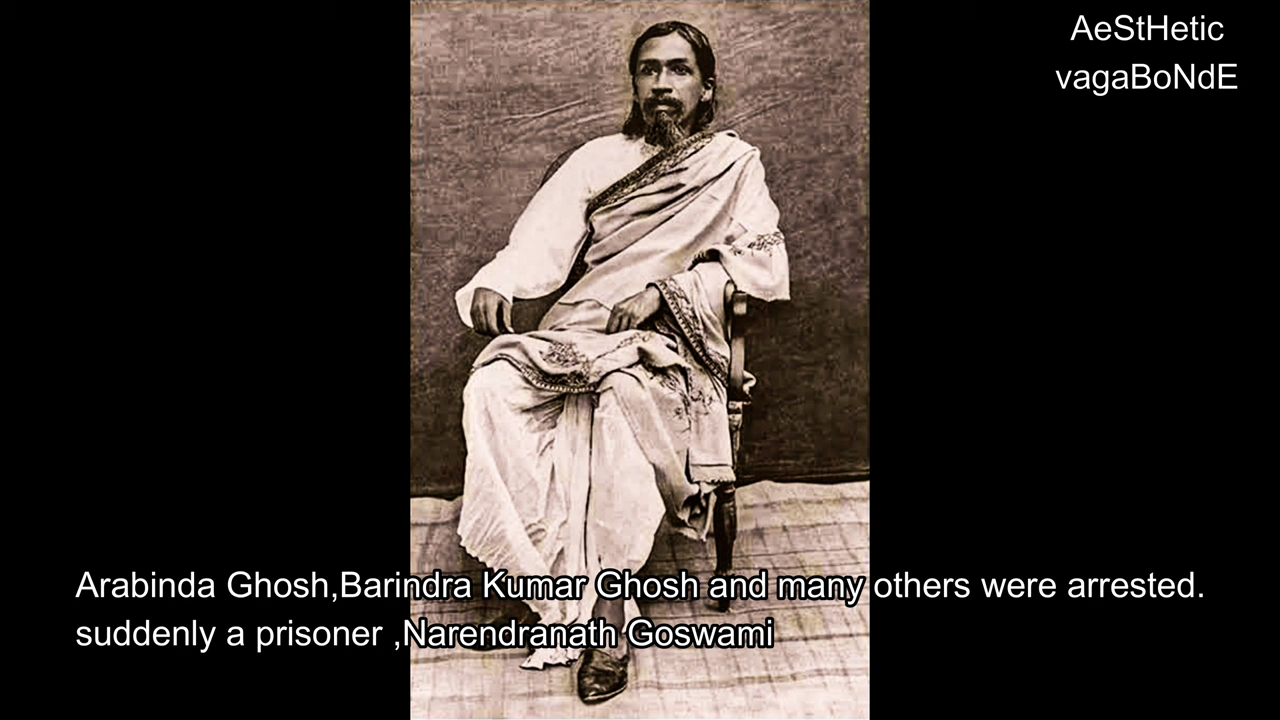 AeStHetic
vagaBoNdE
Arabinda Ghosh,Barindra Kumar Ghosh and many others were arrested.
suddenly a prisoner ,Narendranath Goswami